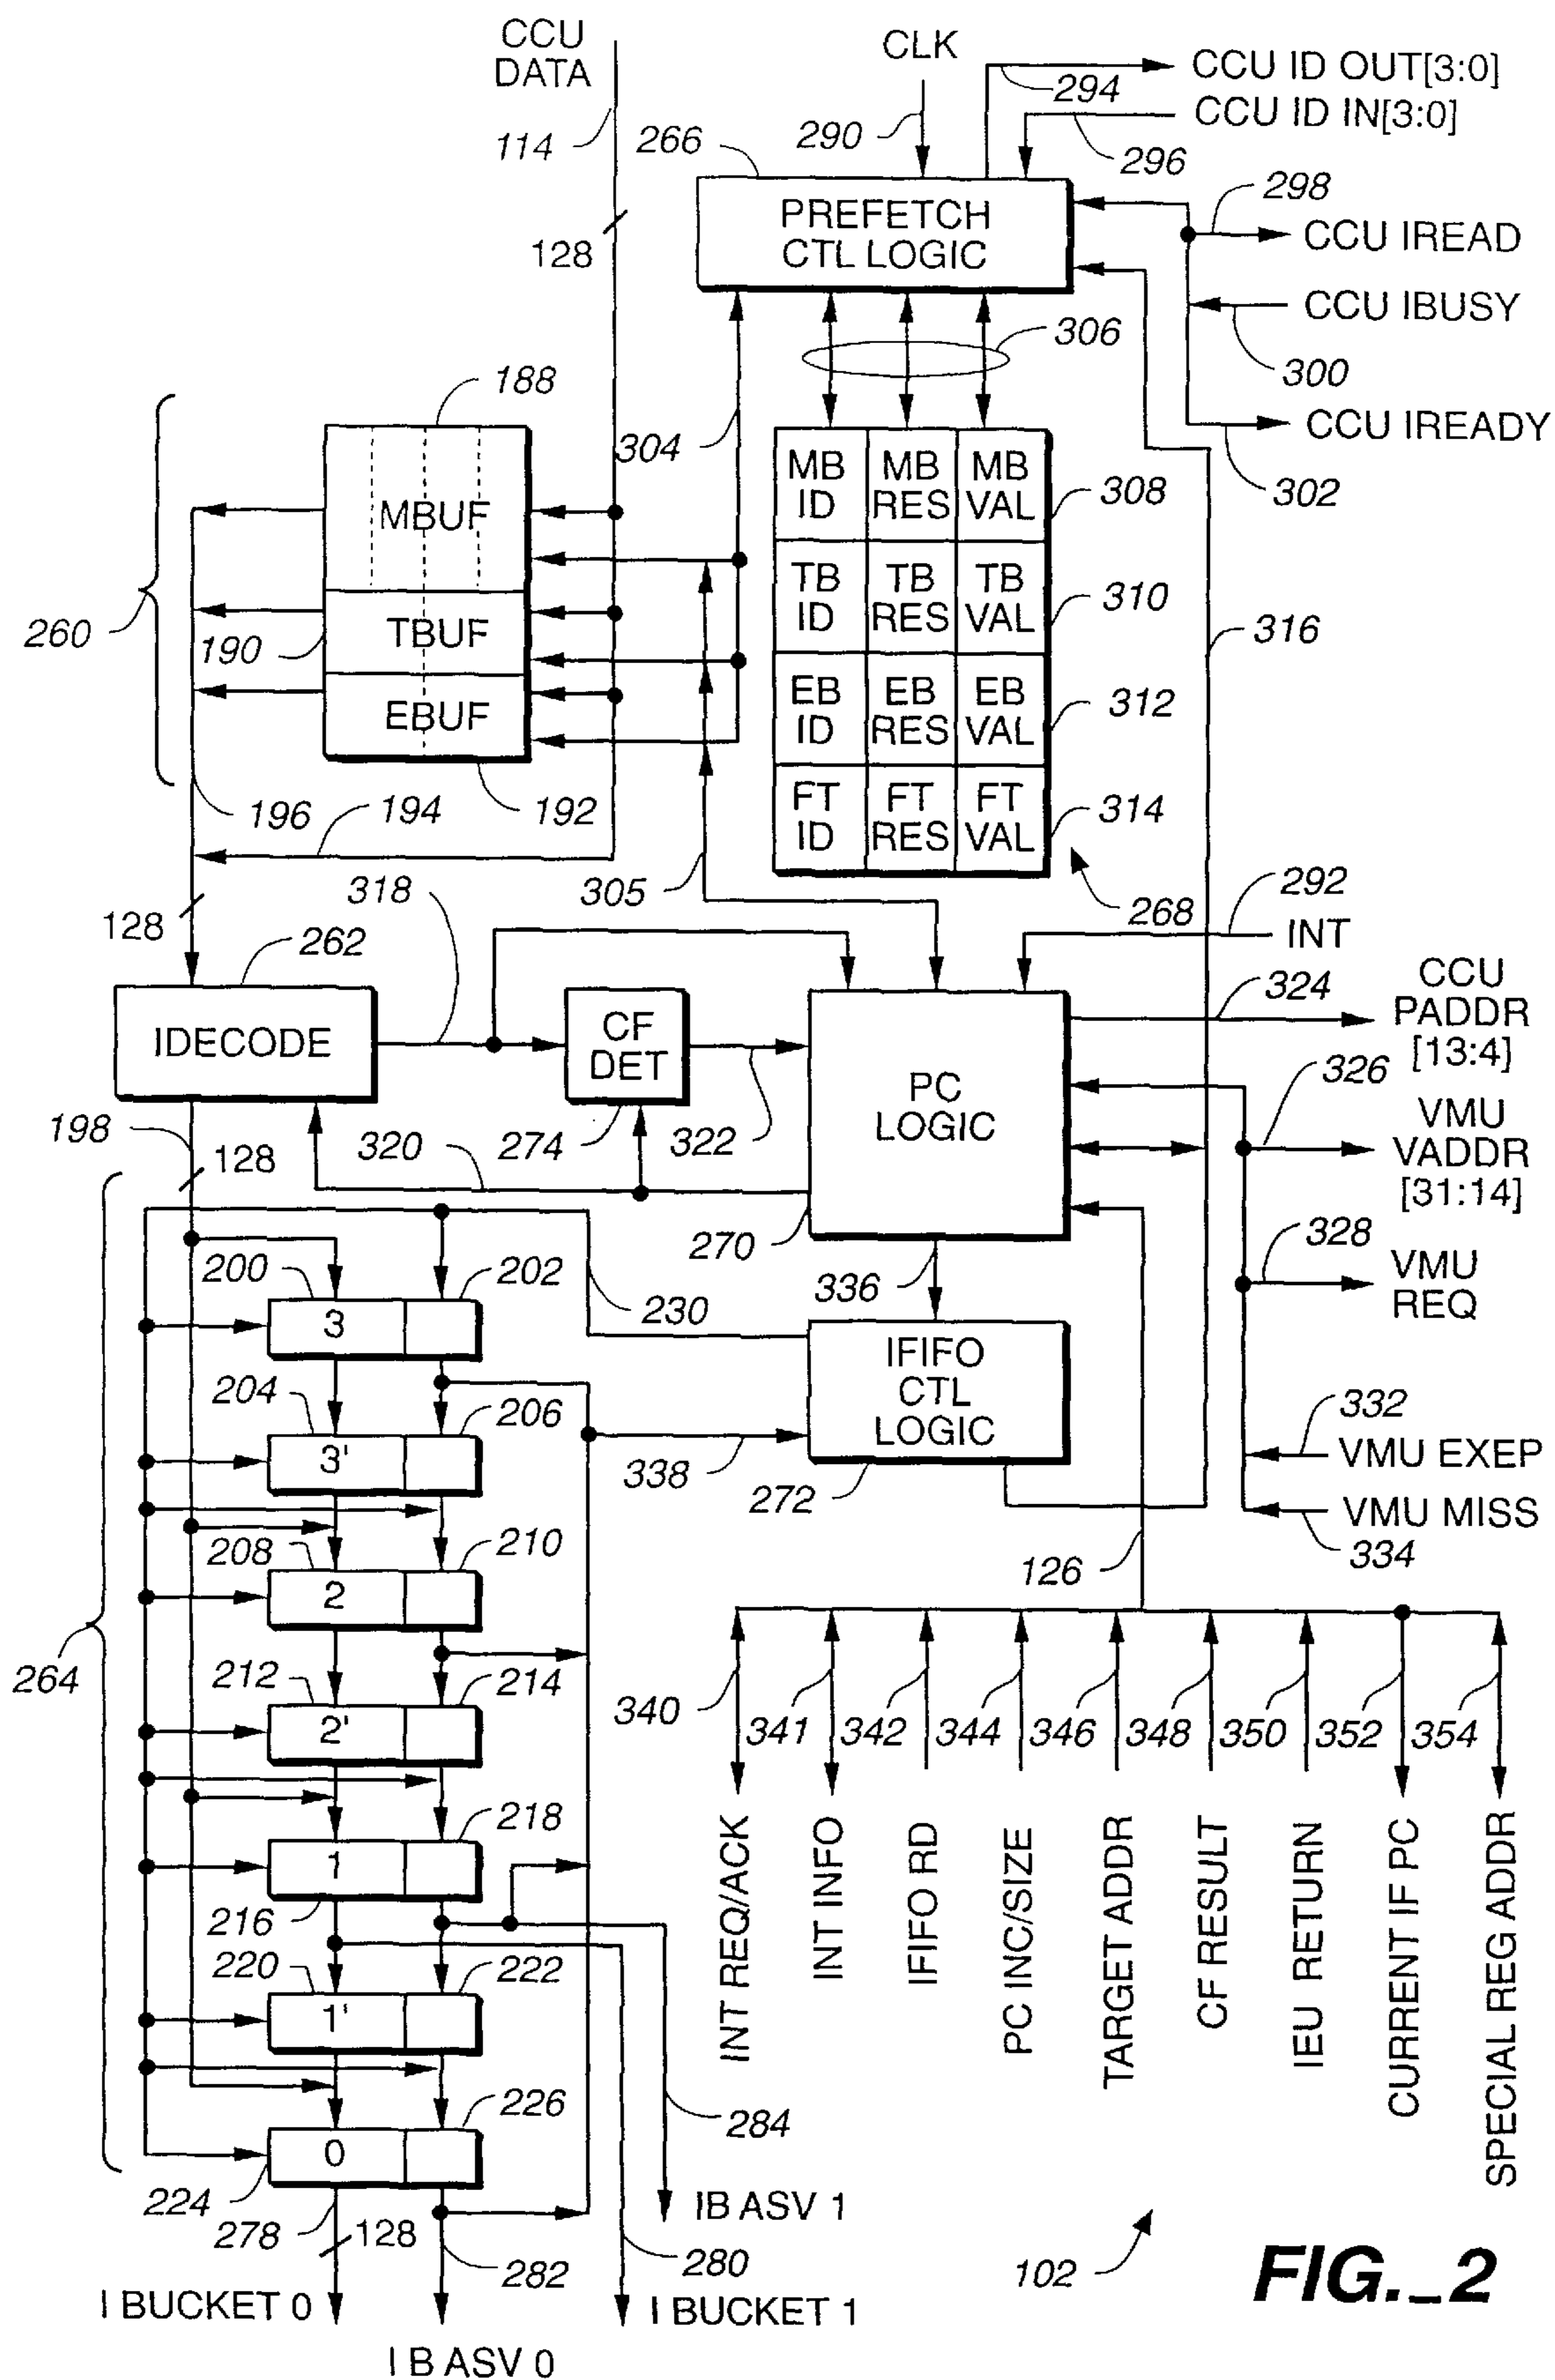 CCU
DATA
CLK
CCU ID OUT[3:0]
294
CCU ID IN[3:0]
114
290
266
296
298
PREFETCH
CTL LOGIC
CCU IREAD
128
CCU IBUSY
306
300
188
CCU IREADY
304
302
MB
ID
MB
RES
MB
VAL
308
MBUF
TB
ID
TB
RES
TB
VAL
310
260
190
TBUF
316
EB
ID
EB
RES
EB
VAL
312
EBUF
FT
ID
FT
RES
FT
VAL
314
196
194
192
318
305
268
292
INT
128
262
IDECODE
CF
DET
PC
LOGIC
324
CCU
PADDR
[13:4]
326
VMU
VADDR
[31:14]
198
128
320
274
322
270
328
VMU
REQ
200
202
3
230
336
IFIFO
CTL
LOGIC
204
206
3'
338
272
332
VMU EXEP
VMU MISS
334
208
210
2
126
264
212
214
2'
340
341
342
344
346
348
350
352
354
218
1
216
220
222
1'
INT REQ/ACK
INT INFO
IFIFO RD
PC INC/SIZE
TARGET ADDR
CF RESULT
IEU RETURN
CURRENT IF PC
SPECIAL REG ADDR
226
0
284
224
278
128
IB ASV 1
282
280
102
FIG._2
I BUCKET 0
I BUCKET 1
I B ASV 0